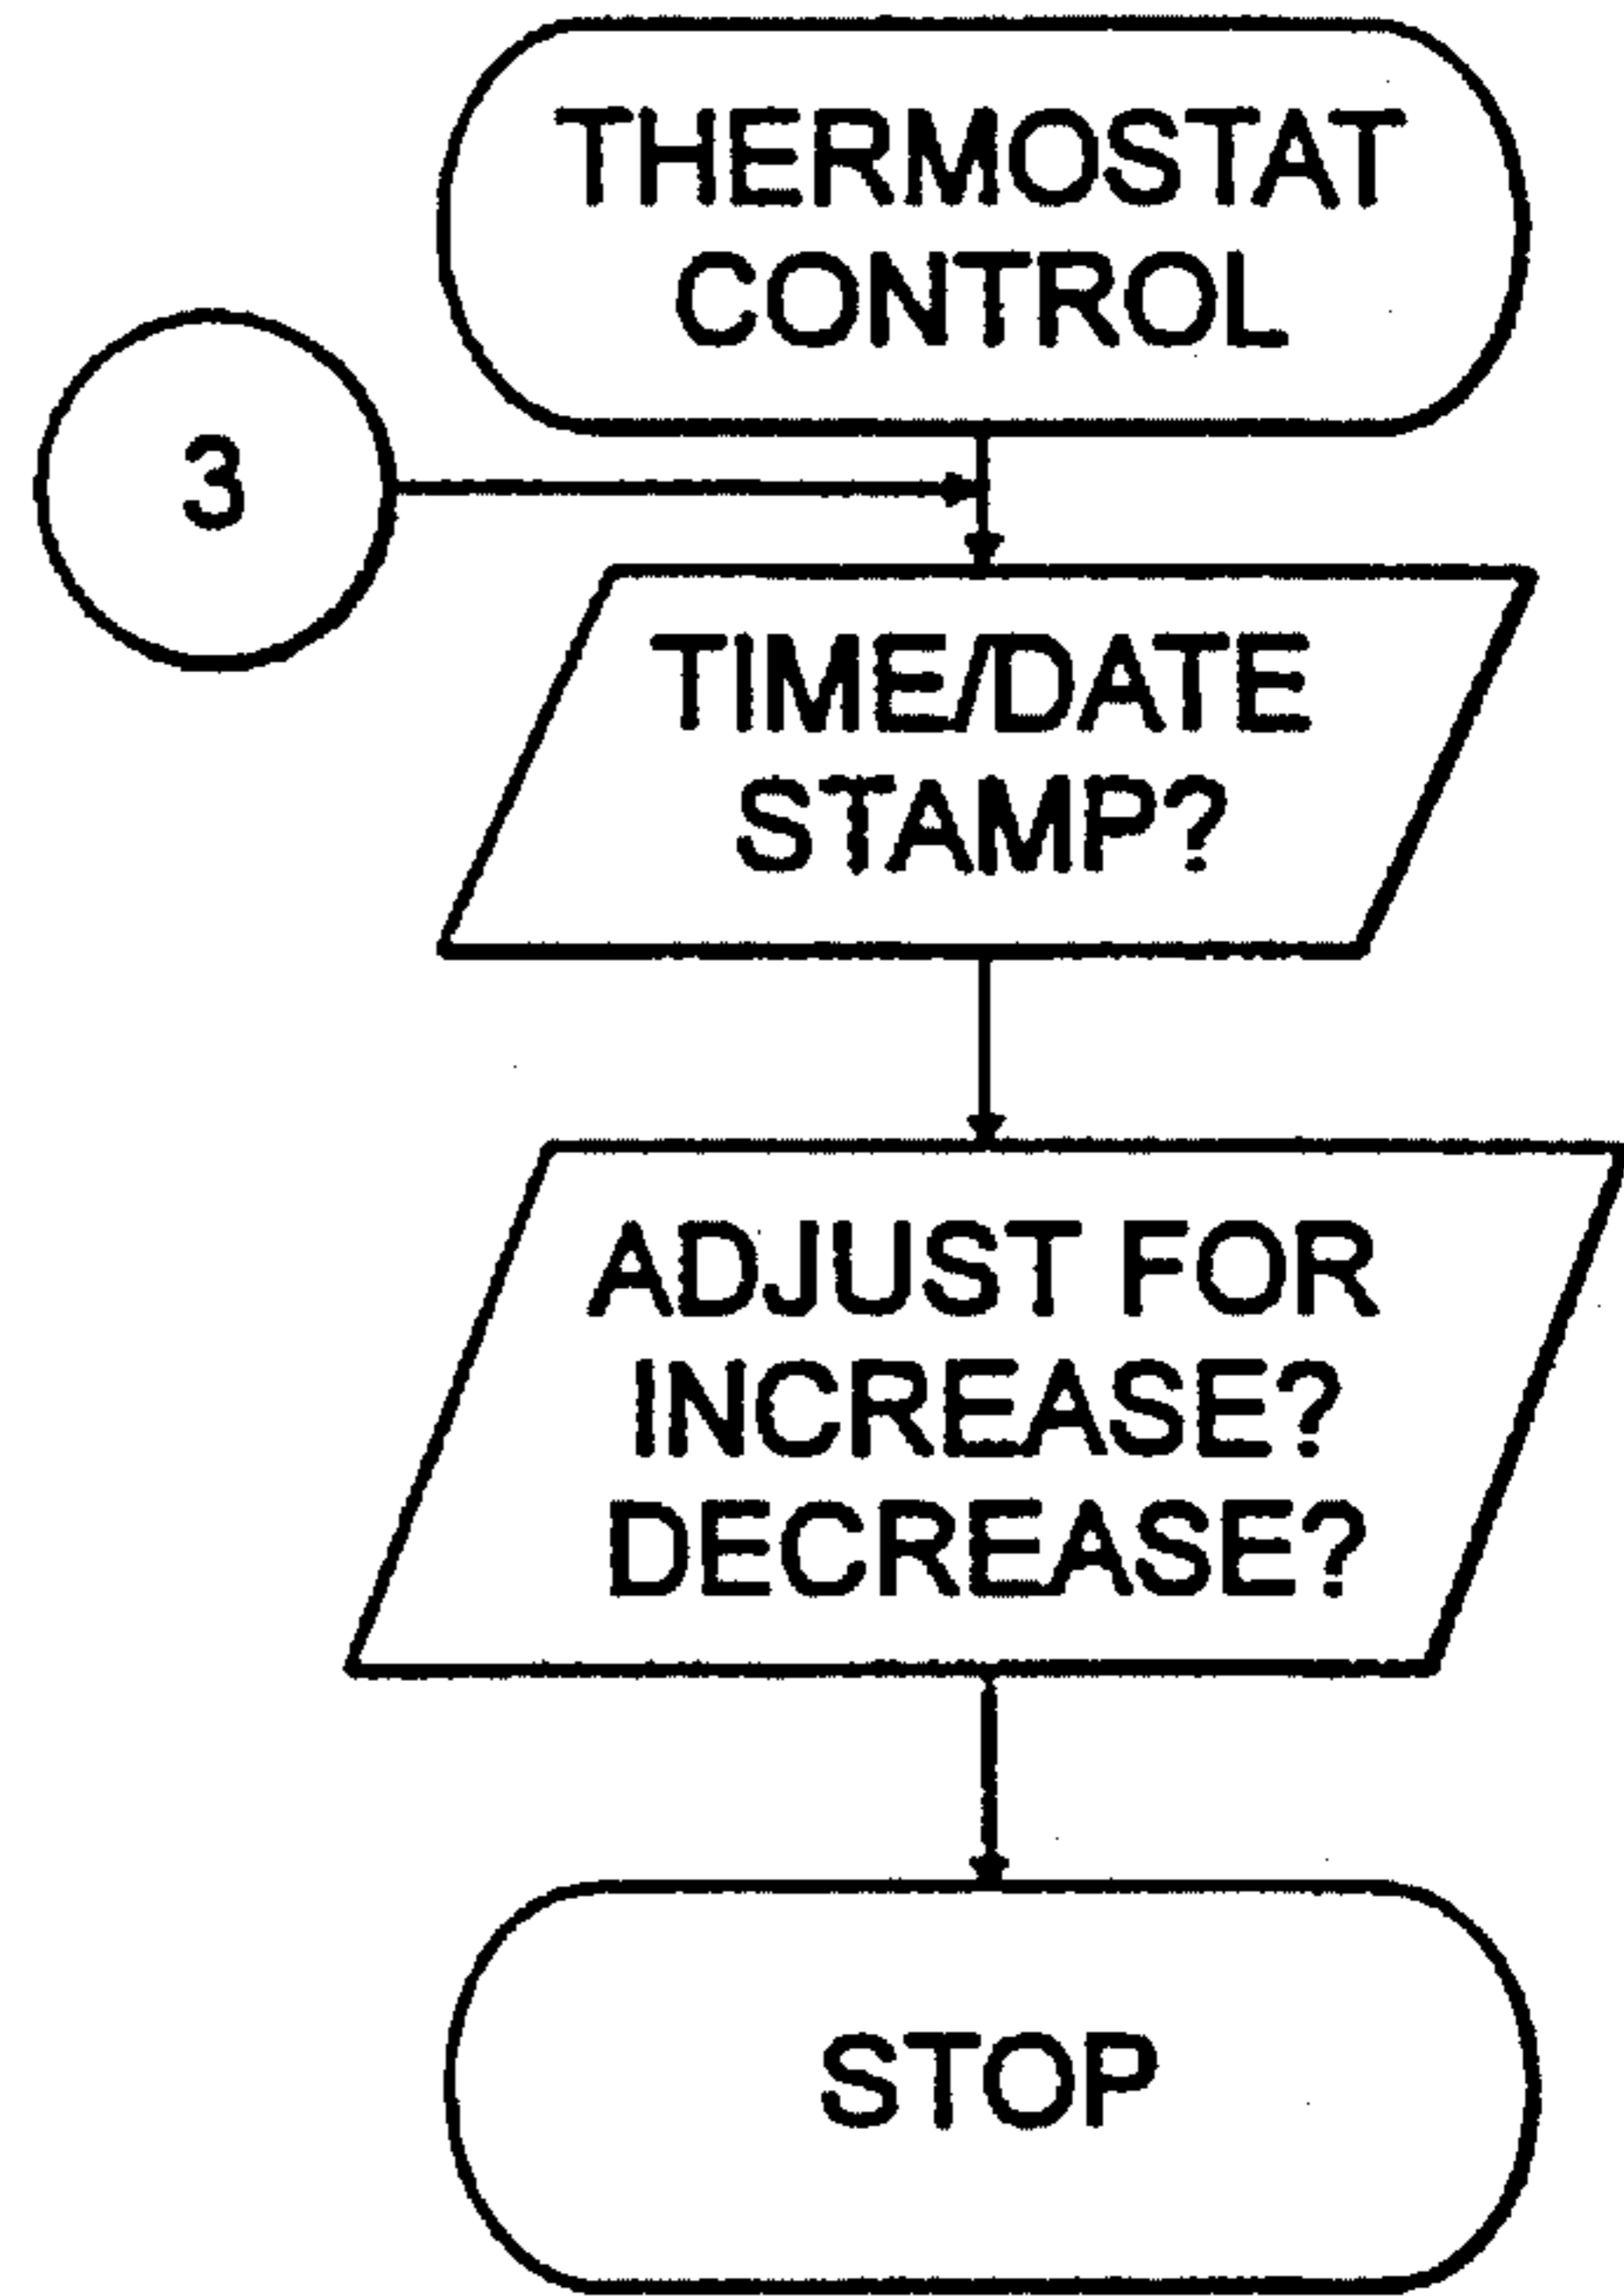 THERMOSTAT
CONTROL
3
TIME/DATE
STAMP?
ADJUST FOR
INCREASE?
DECREASE?
STOP